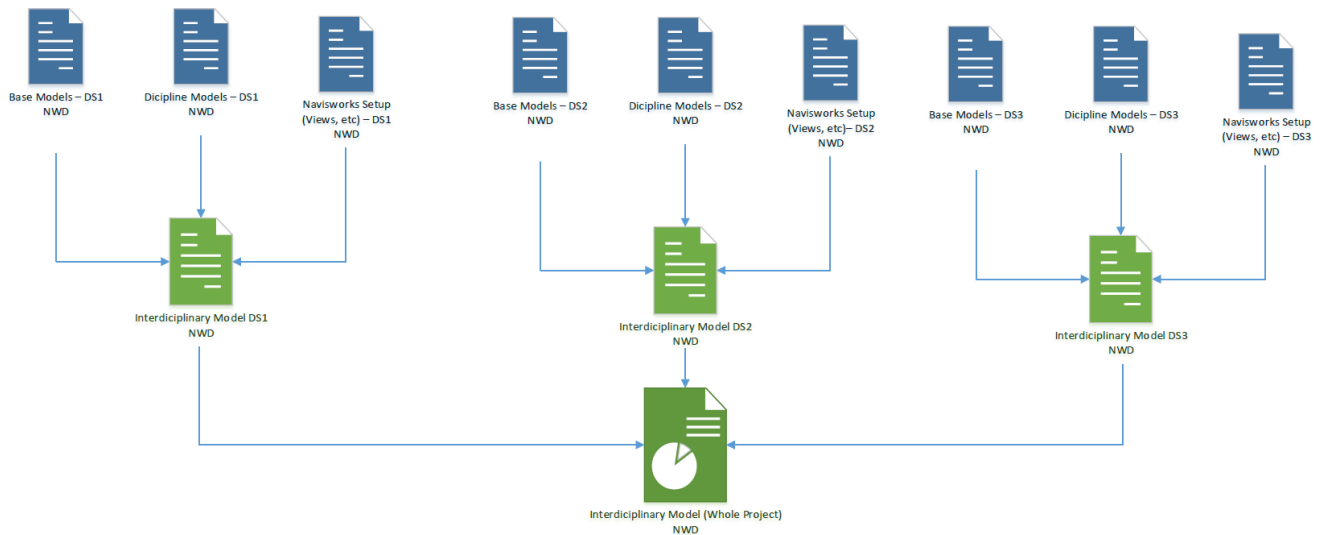 Base Models – DS1
NWD
Dicipline Models – DS1
NWD
Navisworks Setup
(Views, etc) – DS1
NWD
Base Models – DS2
NWD
Dicipline Models – DS2
NWD
Navisworks Setup
(Views, etc)– DS2
NWD
Base Models – DS3
NWD
Dicipline Models – DS3
NWD
Navisworks Setup
(Views, etc) – DS3
NWD
Interdiciplinary Model DS1
NWD
Interdiciplinary Model DS2
NWD
Interdiciplinary Model DS3
NWD
Interdiciplinary Model (Whole Project)
NWD